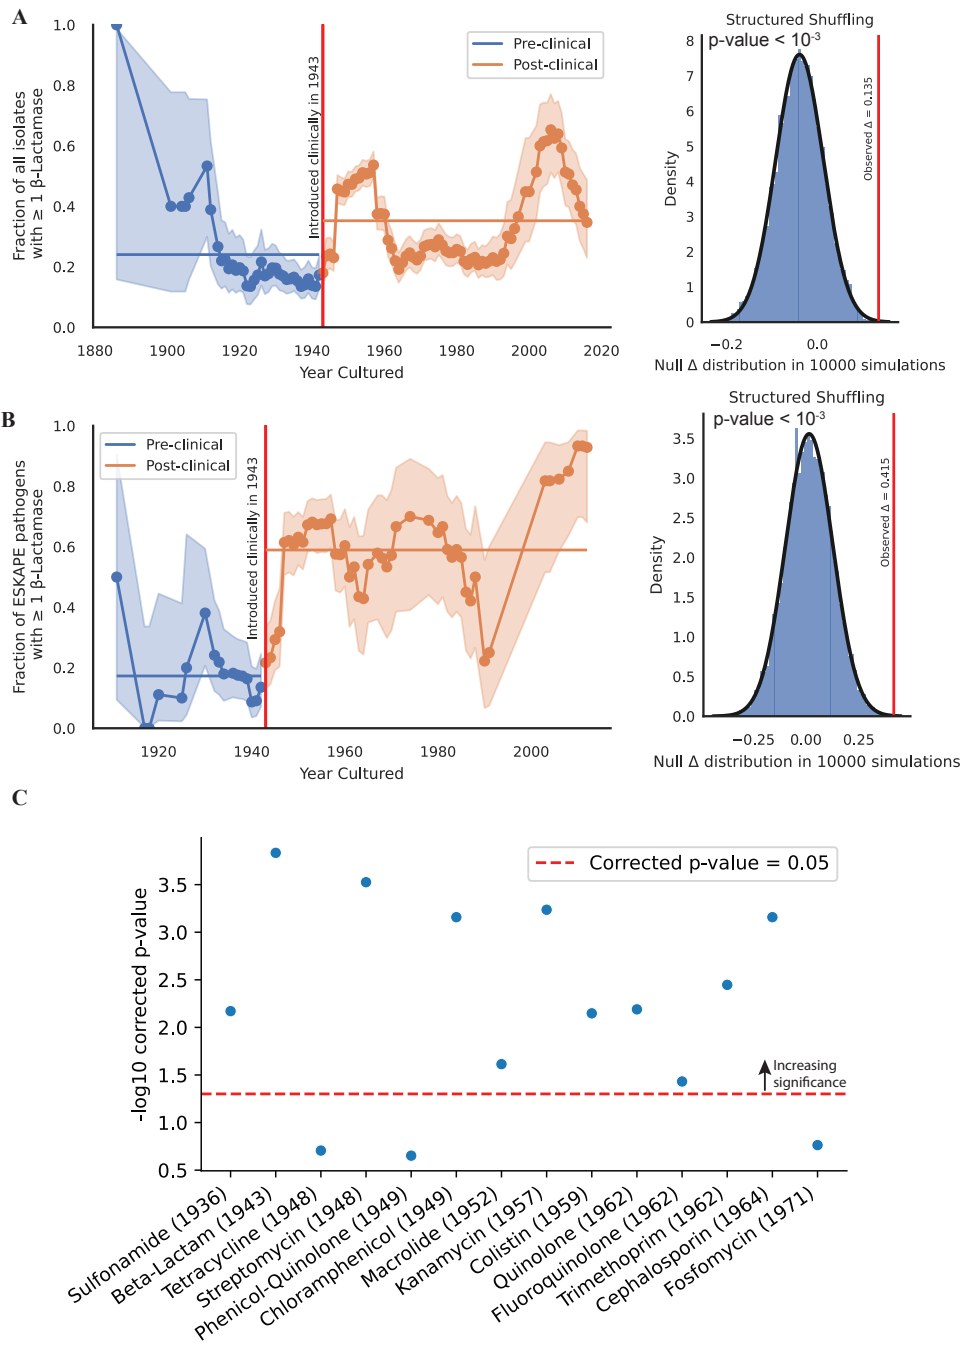 A
Fraction of all isolates
with ≥ 1 β-Lactamase
1.0
0.8
0.6
0.4
0.2
0.0
1880
1900
1920
1940
1960
1980
2000
2020
Year Cultured
Introduced clinically in 1943
Pre-clinical
Post-clinical
Structured Shuffling
p-value < 10-3
Density
8
7
6
5
4
3
2
1
0
−0.2
0.0
Observed Δ = 0.135
Null Δ distribution in 10000 simulations
B
Fraction of ESKAPE pathogens
with ≥ 1 β-Lactamase
1.0
0.8
0.6
0.4
0.2
0.0
1920
1940
1960
1980
2000
Year Cultured
Pre-clinical
Post-clinical
Introduced clinically in 1943
Structured Shuffling
p-value < 10-3
Density
3.5
3.0
2.5
2.0
1.5
1.0
0.5
0.0
−0.25
0.00
0.25
Observed Δ = 0.415
Null Δ distribution in 10000 simulations
C
-log10 corrected p-value
3.5
3.0
2.5
2.0
1.5
1.0
0.5
Corrected p-value = 0.05
Increasing
significance
Sulfonamide (1936)
Beta-Lactam (1943)
Tetracycline (1948)
Streptomycin (1948)
Phenicol-Quinolone (1949)
Chloramphenicol (1949)
Macrolide (1952)
Kanamycin (1957)
Colistin (1959)
Quinolone (1962)
Fluoroquinolone (1962)
Trimethoprim (1962)
Cephalosporin (1964)
Fosfomycin (1971)